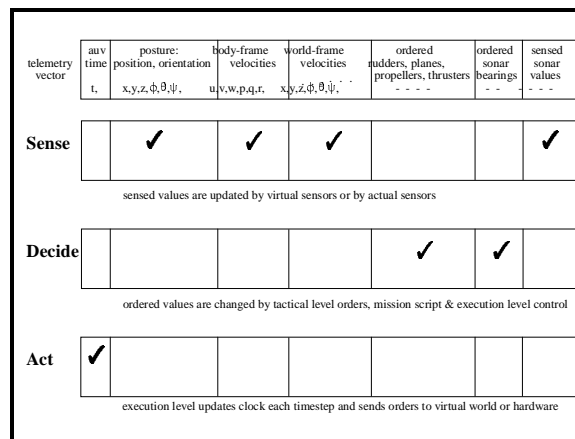 telemetry vector
auv time
posture: position, orientation
body-frame velocities
world-frame velocities
ordered rudders, planes, propellers, thrusters
ordered sonar bearings
sensed sonar values
t,
x,y,z,ϕ,θ,ψ,
u,v,w,p,q,r,
x,y,ż,ϕ̇,θ̇,ψ̇,
- - - -
- -
- - - -
Sense
✓ ✓ ✓ ✓
sensed values are updated by virtual sensors or by actual sensors
Decide
✓ ✓
ordered values are changed by tactical level orders, mission script & execution level control
Act
✓
execution level updates clock each timestep and sends orders to virtual world or hardware